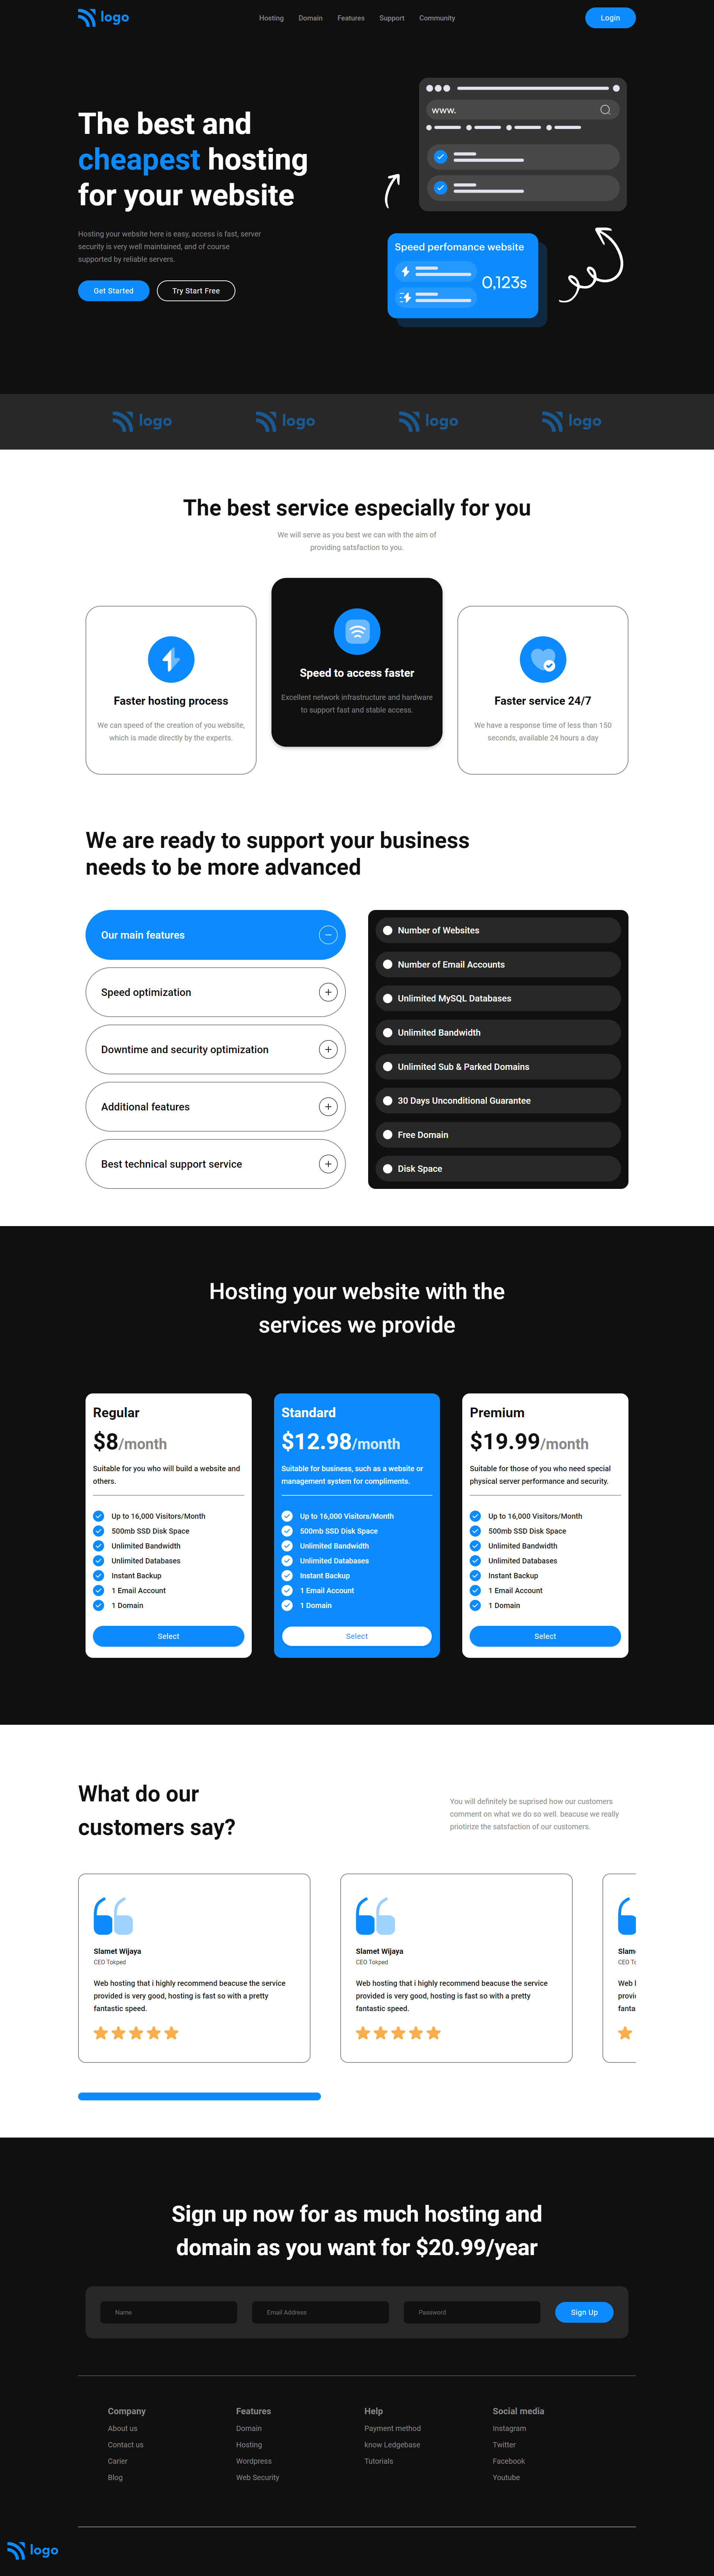 logo
Hosting
Domain
Features
Support
Community
Login
The best and
cheapest hosting
for your website
Hosting your website here is easy, access is fast, server
security is very well maintained, and of course
supported by reliable servers.
Get Started
Try Start Free
www.
Speed perfomance website
0,123s
logo
logo
logo
logo
The best service especially for you
We will serve as you best we can with the aim of
providing satsfaction to you.
Faster hosting process
We can speed of the creation of you website,
which is made directly by the experts.
Speed to access faster
Excellent network infrastructure and hardware
to support fast and stable access.
Faster service 24/7
We have a response time of less than 150
seconds, available 24 hours a day
We are ready to support your business
needs to be more advanced
Our main features
Speed optimization
Downtime and security optimization
Additional features
Best technical support service
Number of Websites
Number of Email Accounts
Unlimited MySQL Databases
Unlimited Bandwidth
Unlimited Sub & Parked Domains
30 Days Unconditional Guarantee
Free Domain
Disk Space
Hosting your website with the
services we provide
Regular
$8/month
Suitable for you who will build a website and
others.
Up to 16,000 Visitors/Month
500mb SSD Disk Space
Unlimited Bandwidth
Unlimited Databases
Instant Backup
1 Email Account
1 Domain
Select
Standard
$12.98/month
Suitable for business, such as a website or
management system for compliments.
Up to 16,000 Visitors/Month
500mb SSD Disk Space
Unlimited Bandwidth
Unlimited Databases
Instant Backup
1 Email Account
1 Domain
Select
Premium
$19.99/month
Suitable for those of you who need special
physical server performance and security.
Up to 16,000 Visitors/Month
500mb SSD Disk Space
Unlimited Bandwidth
Unlimited Databases
Instant Backup
1 Email Account
1 Domain
Select
What do our
customers say?
You will definitely be suprised how our customers
comment on what we do so well. beacuse we really
priotirize the satsfaction of our customers.
Slamet Wijaya
CEO Tokped
Web hosting that i highly recommend beacuse the service
provided is very good, hosting is fast so with a pretty
fantastic speed.
Slamet Wijaya
CEO Tokped
Web hosting that i highly recommend beacuse the service
provided is very good, hosting is fast so with a pretty
fantastic speed.
Slam
CEO
Web
provi
fanta
Sign up now for as much hosting and
domain as you want for $20.99/year
Name
Email Address
Password
Sign Up
Company
About us
Contact us
Carier
Blog
Features
Domain
Hosting
Wordpress
Web Security
Help
Payment method
know Ledgebase
Tutorials
Social media
Instagram
Twitter
Facebook
Youtube
logo